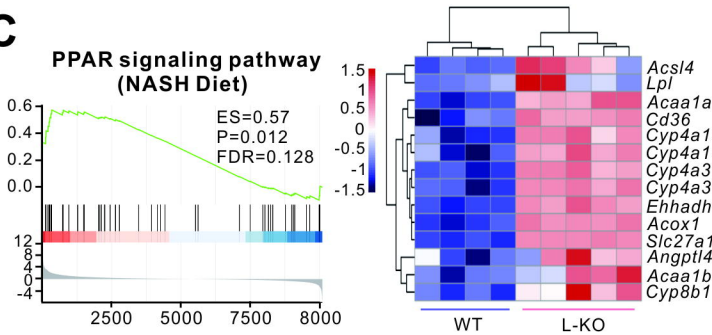 C
PPAR signaling pathway
(NASH Diet)
ES=0.57
P=0.012
FDR=0.128
0.6
0.4
0.2
0.0
12
8
4
0
-4
2500 5000 7500 8000
1.5
1
0.5
0
-0.5
-1
-1.5
Acsl4
Lpl
Acaa1a
Cd36
Cyp4a1
Cyp4a1
Cyp4a3
Cyp4a3
Ehhadh
Acox1
Slc27a1
Angptl4
Acaa1b
Cyp8b1
WT L-KO